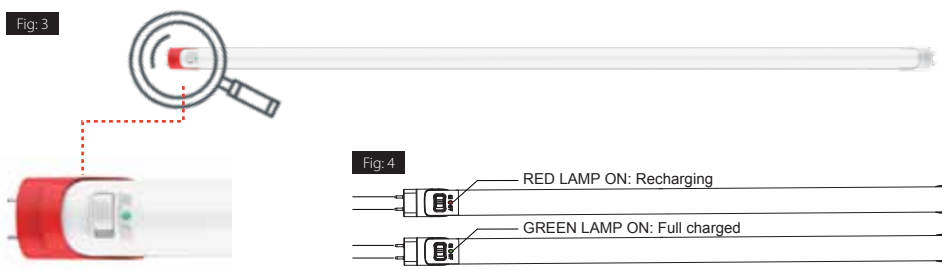 Fig: 3
Fig: 4
RED LAMP ON: Recharging
GREEN LAMP ON: Full charged